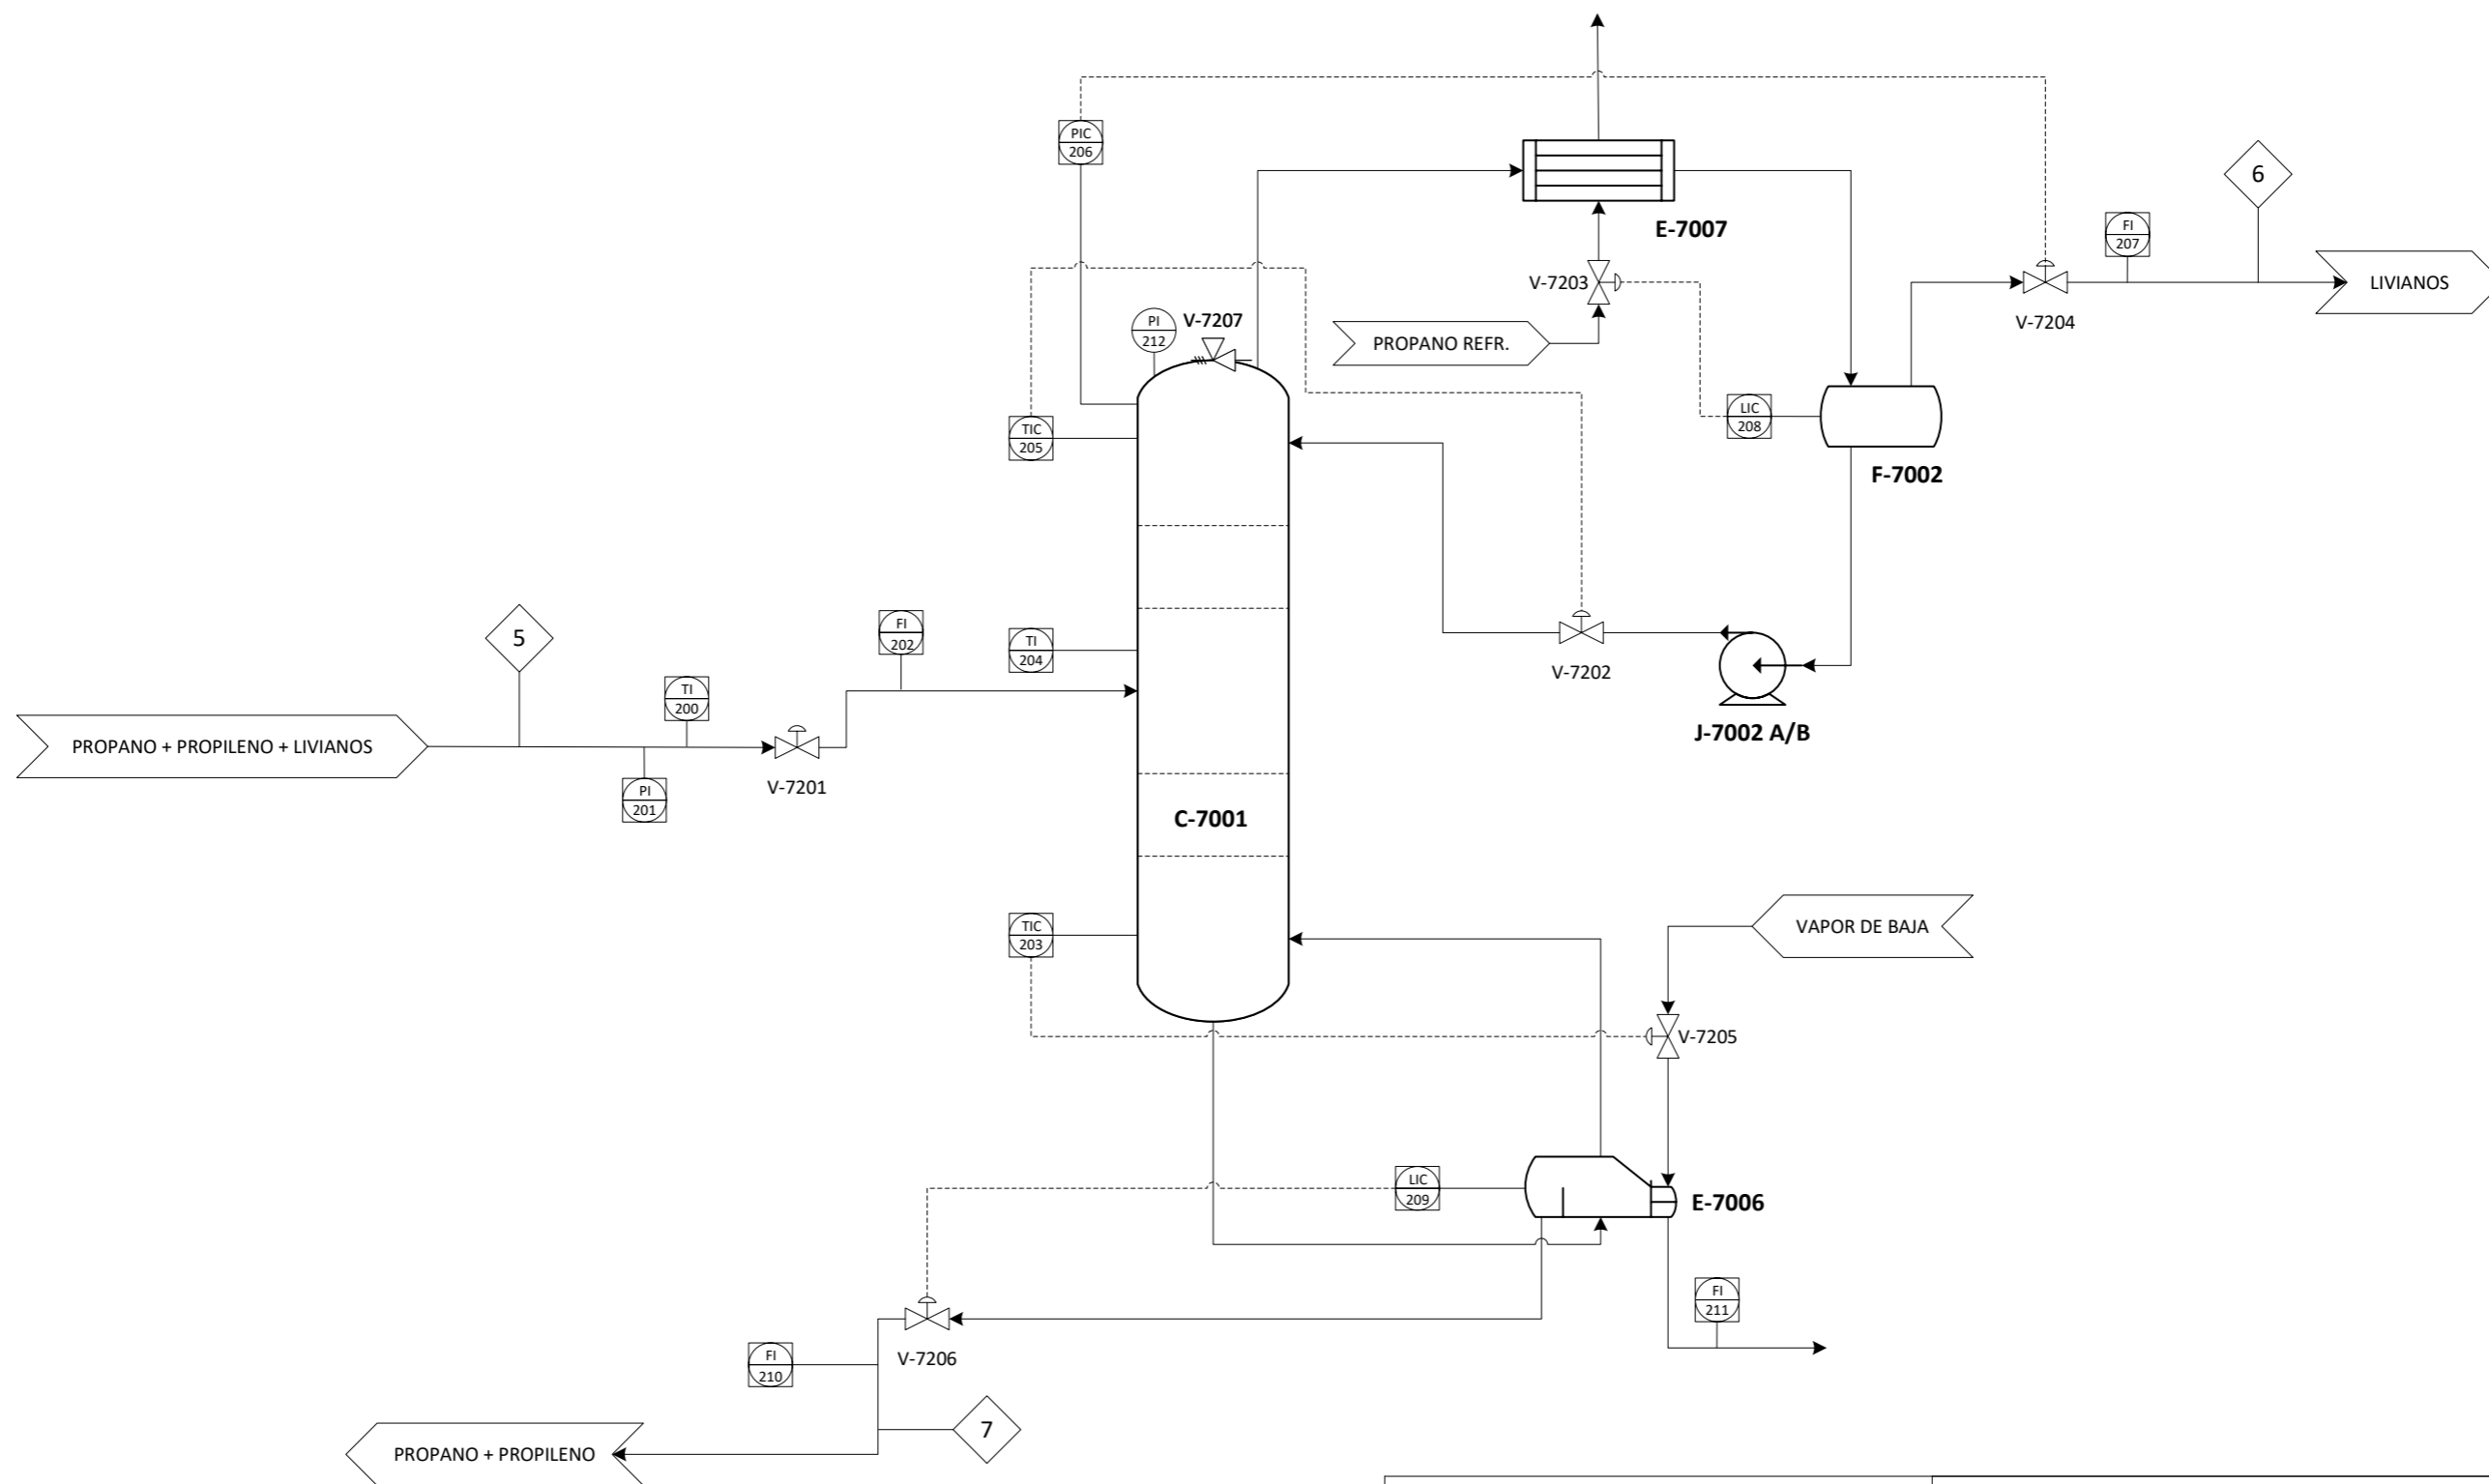 PIC
206
6
E-7007
FI
207
V-7203
LIVIANOS
PI
212
V-7207
V-7204
PROPANO REFR.
TIC
205
LIC
208
F-7002
5
FI
202
TI
204
V-7202
TI
200
J-7002 A/B
PROPANO + PROPILENO + LIVIANOS
V-7201
PI
201
C-7001
TIC
203
VAPOR DE BAJA
V-7205
LIC
209
E-7006
FI
211
V-7206
FI
210
7
PROPANO + PROPILENO